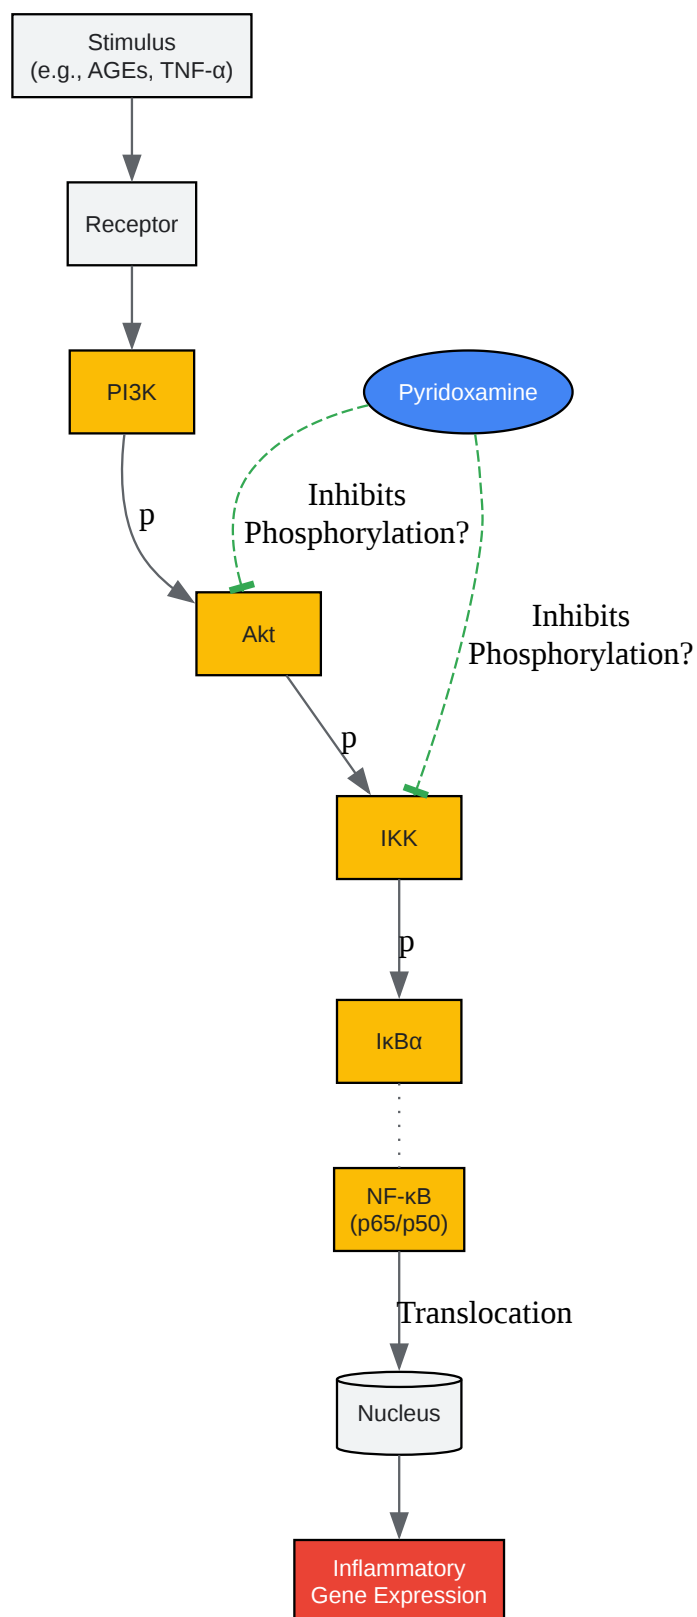 Stimulus
(e.g., AGEs, TNF-α)
Receptor
PI3K
Pyridoxamine
p
Inhibits
Phosphorylation?
Akt
Inhibits
Phosphorylation?
p
IKK
p
IκBα
NF-κB
(p65/p50)
Translocation
Nucleus
Inflammatory
Gene Expression